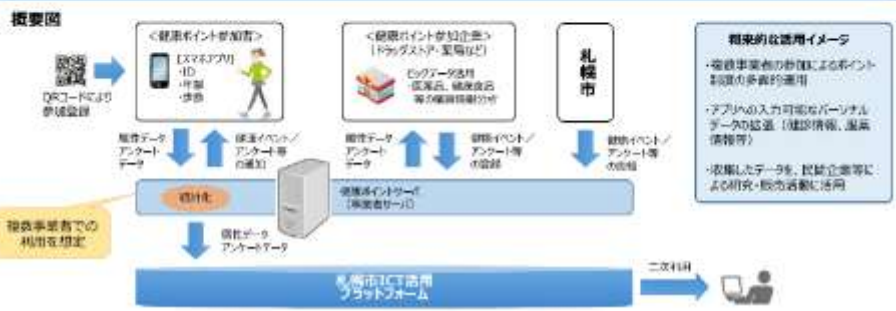 概要図
<健康ポイント参加者>
【スマホアプリ】
・ID
・年齢
・歩数
QRコードにより
参加登録
<健康ポイント参加企業>
(ドラッグストア・薬局など)
ビックデータ活用
・医薬品、健康食品
等の購買情報分析
札幌市
属性データ
アンケート
データ
健康イベント/
アンケート等
の通知
属性データ
アンケート
データ
健康イベント/
アンケート等
の登録
健康イベント/
アンケート等
の登録
健康ポイントサーバ
(事業者サーバ)
複数事業者での
利用を想定
属性データ
アンケートデータ
札幌市ICT活用
プラットフォーム
二次利用
将来的な活用イメージ
・複数事業者の参加によるポイント
制度の多面的運用
・アプリへの入力可能なパーソナル
データの拡張(健診情報、服薬
情報等)
・収集したデータを、民間企業等に
よる研究・販売活動に活用